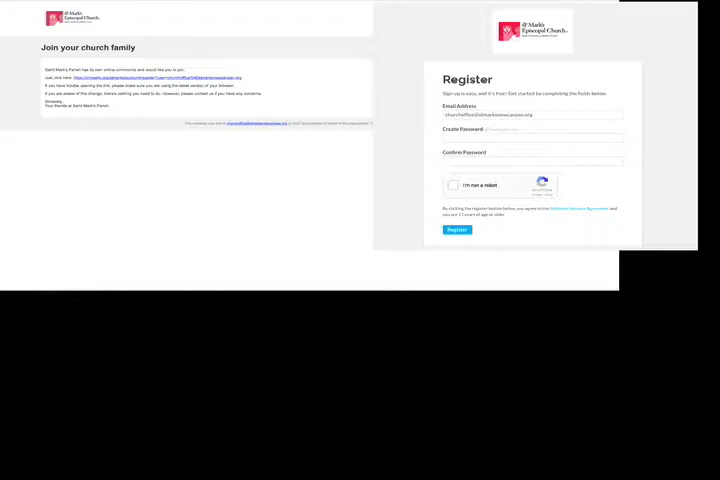 St Mark's
Episcopal Church
Join your church family
Saint Mark's Parish has its own online community and would like you to join.
Just click here:
If you have trouble opening the link, please make sure you are using the latest version of your browser.
If you are aware of this change, there's nothing you need to do. However, please contact us if you have any concerns.
Sincerely,
Your friends at Saint Mark's Parish
St Mark's
Episcopal Church
Register
Sign up is easy, and it's free! Get started by completing the fields below.
Email Address
churchoffice@stmarksnewcanaan.org
Create Password
Confirm Password
I'm not a robot
By clicking the register button below, you agree to the
and
you are 13 years of age or older.
Register